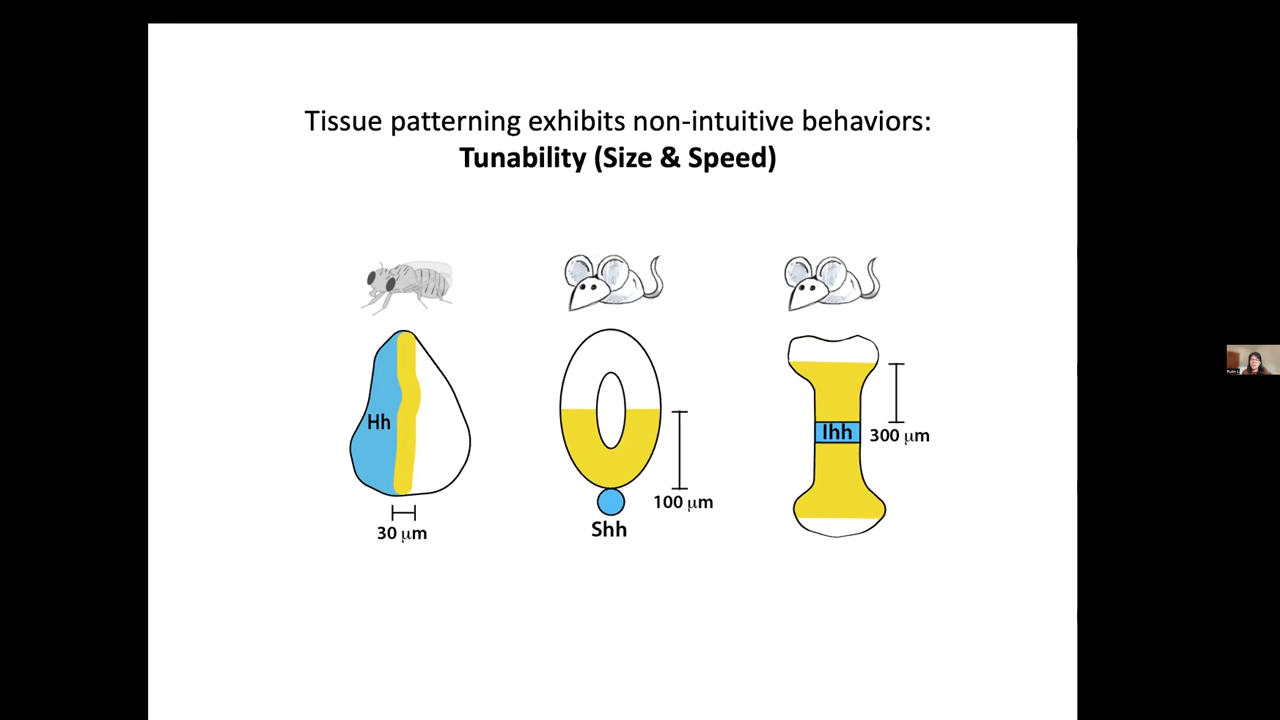 Tissue patterning exhibits non-intuitive behaviors:
Tunability (Size & Speed)
Hh
30 μm
100 μm
Shh
Ihh
300 μm